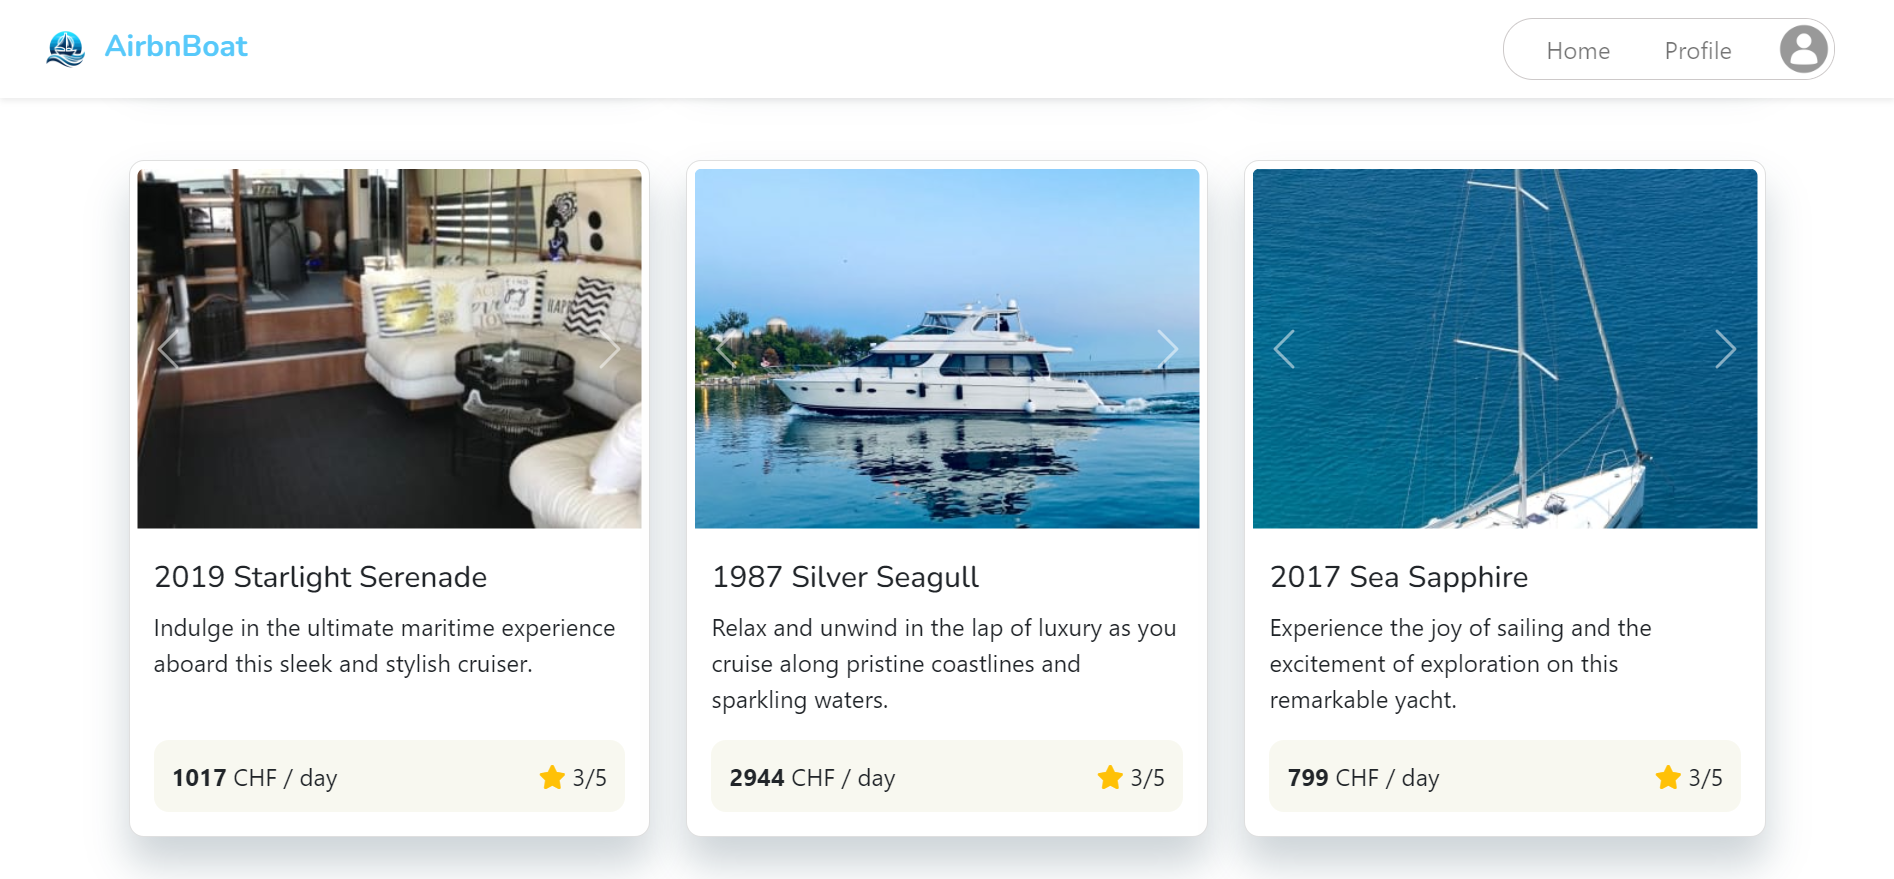 AirbnBoat
Home
Profile
FIND
joy
HAPP
2019 Starlight Serenade
Indulge in the ultimate maritime experience
aboard this sleek and stylish cruiser.
1017 CHF / day
3/5
1987 Silver Seagull
Relax and unwind in the lap of luxury as you
cruise along pristine coastlines and
sparkling waters.
2944 CHF / day
3/5
2017 Sea Sapphire
Experience the joy of sailing and the
excitement of exploration on this
remarkable yacht.
799 CHF / day
3/5